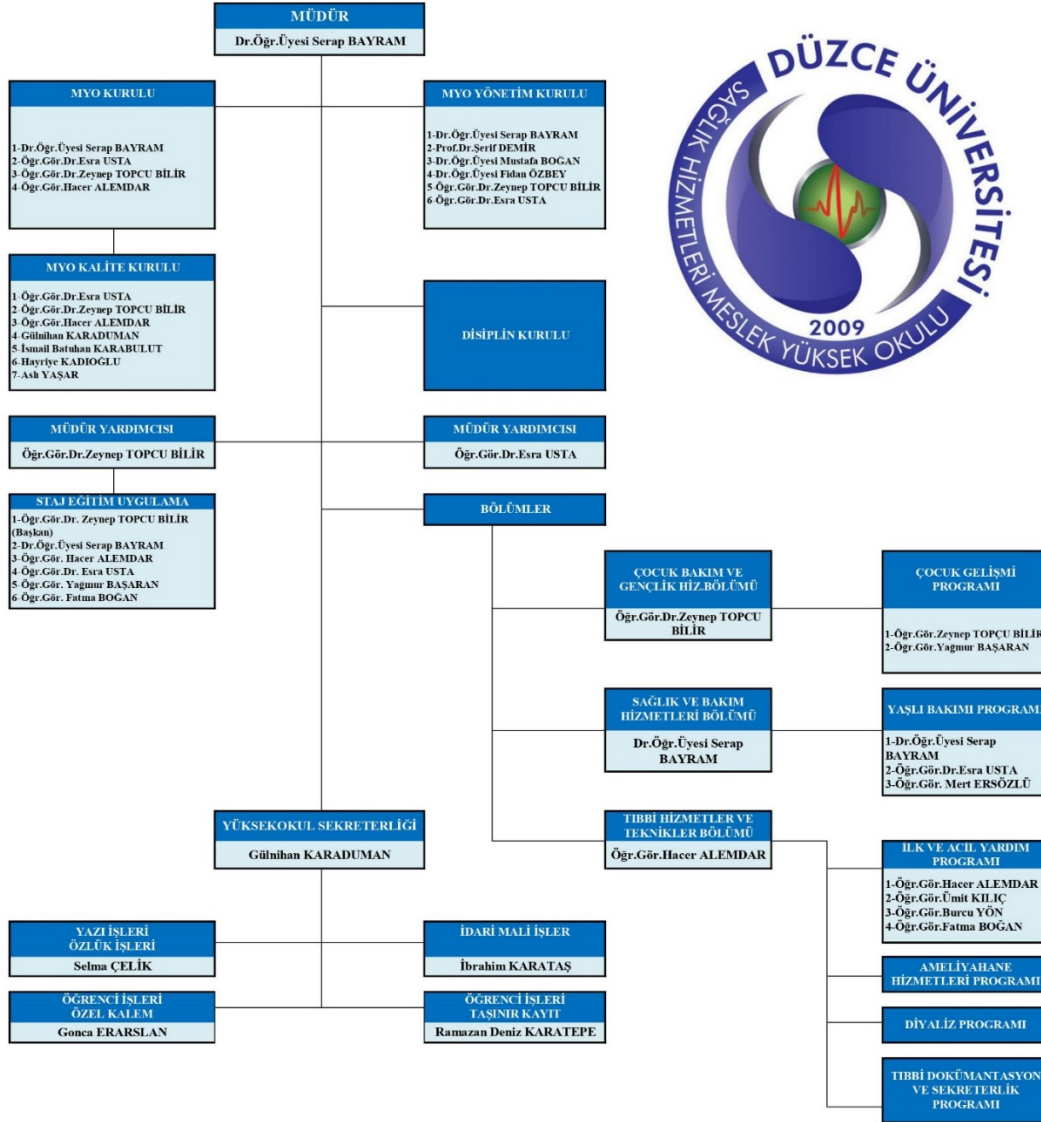 MÜDÜR
Dr.Öğr.Üyesi Serap BAYRAM
DÜZCE ÜNİVERSİTESİ
SAĞLIK HİZMETLERİ MESLEK YÜKSEK OKULU
2009
MYO KURULU
1-Dr.Öğr.Üyesi Serap BAYRAM
2-Öğr.Gör.Dr.Esra USTA
3-Öğr.Gör.Dr.Zeynep TOPCU BİLİR
4-Öğr.Gör.Hacer ALEMDAR
MYO YÖNETİM KURULU
1-Dr.Öğr.Üyesi Serap BAYRAM
2-Prof.Dr.Şerif DEMİR
3-Dr.Öğr.Üyesi Mustafa BOĞAN
4-Dr.Öğr.Üyesi Fidan ÖZBEY
5-Öğr.Gör.Dr.Zeynep TOPCU BİLİR
6-Öğr.Gör.Dr.Esra USTA
MYO KALİTE KURULU
1-Öğr.Gör.Dr.Esra USTA
2-Öğr.Gör.Dr.Zeynep TOPCU BİLİR
3-Öğr.Gör.Hacer ALEMDAR
4-Gülnihan KARADUMAN
5-İsmail Batuhan KARABULUT
6-Hayriye KADIOĞLU
7-Aslı YAŞAR
DİSİPLİN KURULU
MÜDÜR YARDIMCISI
Öğr.Gör.Dr.Zeynep TOPCU BİLİR
MÜDÜR YARDIMCISI
Öğr.Gör.Dr.Esra USTA
STAJ EĞİTİM UYGULAMA
1-Öğr.Gör.Dr. Zeynep TOPCU BİLİR
(Başkan)
2-Dr.Öğr.Üyesi Serap BAYRAM
3-Öğr.Gör. Hacer ALEMDAR
4-Öğr.Gör.Dr. Esra USTA
5-Öğr.Gör. Yağmur BAŞARAN
6-Öğr.Gör. Fatma BOĞAN
BÖLÜMLER
ÇOCUK BAKIM VE
GENÇLİK HİZ.BÖLÜMÜ
Öğr.Gör.Dr.Zeynep TOPCU
BİLİR
ÇOCUK GELİŞMİ
PROGRAMI
1-Öğr.Gör.Zeynep TOPÇU BİLİR
2-Öğr.Gör.Yağmur BAŞARAN
SAĞLIK VE BAKIM
HİZMETLERİ BÖLÜMÜ
Dr.Öğr.Üyesi Serap
BAYRAM
YAŞLI BAKIMI PROGRAMI
1-Dr.Öğr.Üyesi Serap
BAYRAM
2-Öğr.Gör.Dr.Esra USTA
3-Öğr.Gör. Mert ERSÖZLÜ
TIBBİ HİZMETLER VE
TEKNİKLER BÖLÜMÜ
Öğr.Gör.Hacer ALEMDAR
İLK VE ACİL YARDIM
PROGRAMI
1-Öğr.Gör.Hacer ALEMDAR
2-Öğr.Gör.Ümit KILIÇ
3-Öğr.Gör.Burcu YÖN
4-Öğr.Gör.Fatma BOĞAN
AMELİYAHANE
HİZMETLERİ PROGRAMI
DİYALİZ PROGRAMI
TIBBİ DOKÜMANTASYON
VE SEKRETERLİK
PROGRAMI
YÜKSEKOKUL SEKRETERLİĞİ
Gülnihan KARADUMAN
YAZI İŞLERİ
ÖZLÜK İŞLERİ
Selma ÇELİK
İDARİ MALİ İŞLER
İbrahim KARATAŞ
ÖĞRENCİ İŞLERİ
ÖZEL KALEM
Gonca ERARSLAN
ÖĞRENCİ İŞLERİ
TAŞINIR KAYIT
Ramazan Deniz KARATEPE